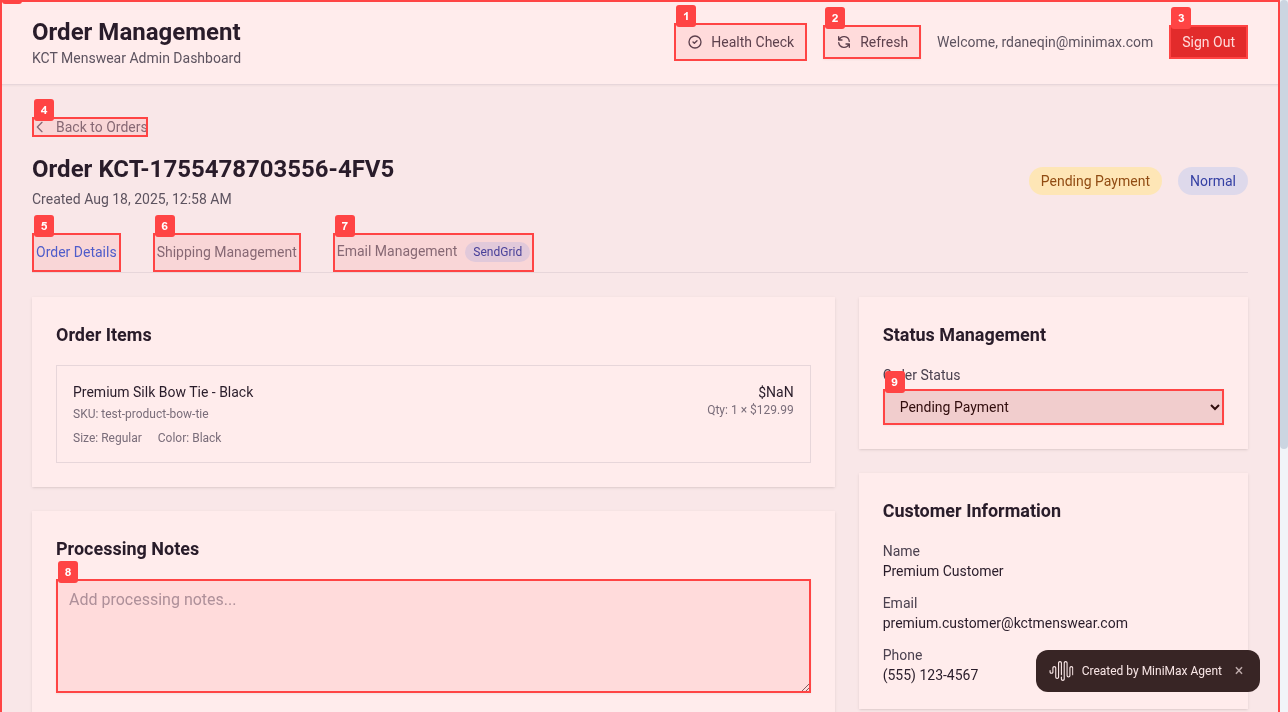 Order Management
KCT Menswear Admin Dashboard
1
Health Check
2
Refresh
Welcome, rdaneqin@minimax.com
3
Sign Out
4
Back to Orders
Order KCT-1755478703556-4FV5
Created Aug 18, 2025, 12:58 AM
Pending Payment
Normal
5
Order Details
6
Shipping Management
7
Email Management SendGrid
Order Items
Premium Silk Bow Tie - Black
$NaN
SKU: test-product-bow-tie
Qty: 1 × $129.99
Size: Regular Color: Black
Processing Notes
8
Add processing notes...
Status Management
9
Status
Pending Payment
Customer Information
Name
Premium Customer
Email
premium.customer@kctmenswear.com
Phone
(555) 123-4567
Created by MiniMax Agent ×